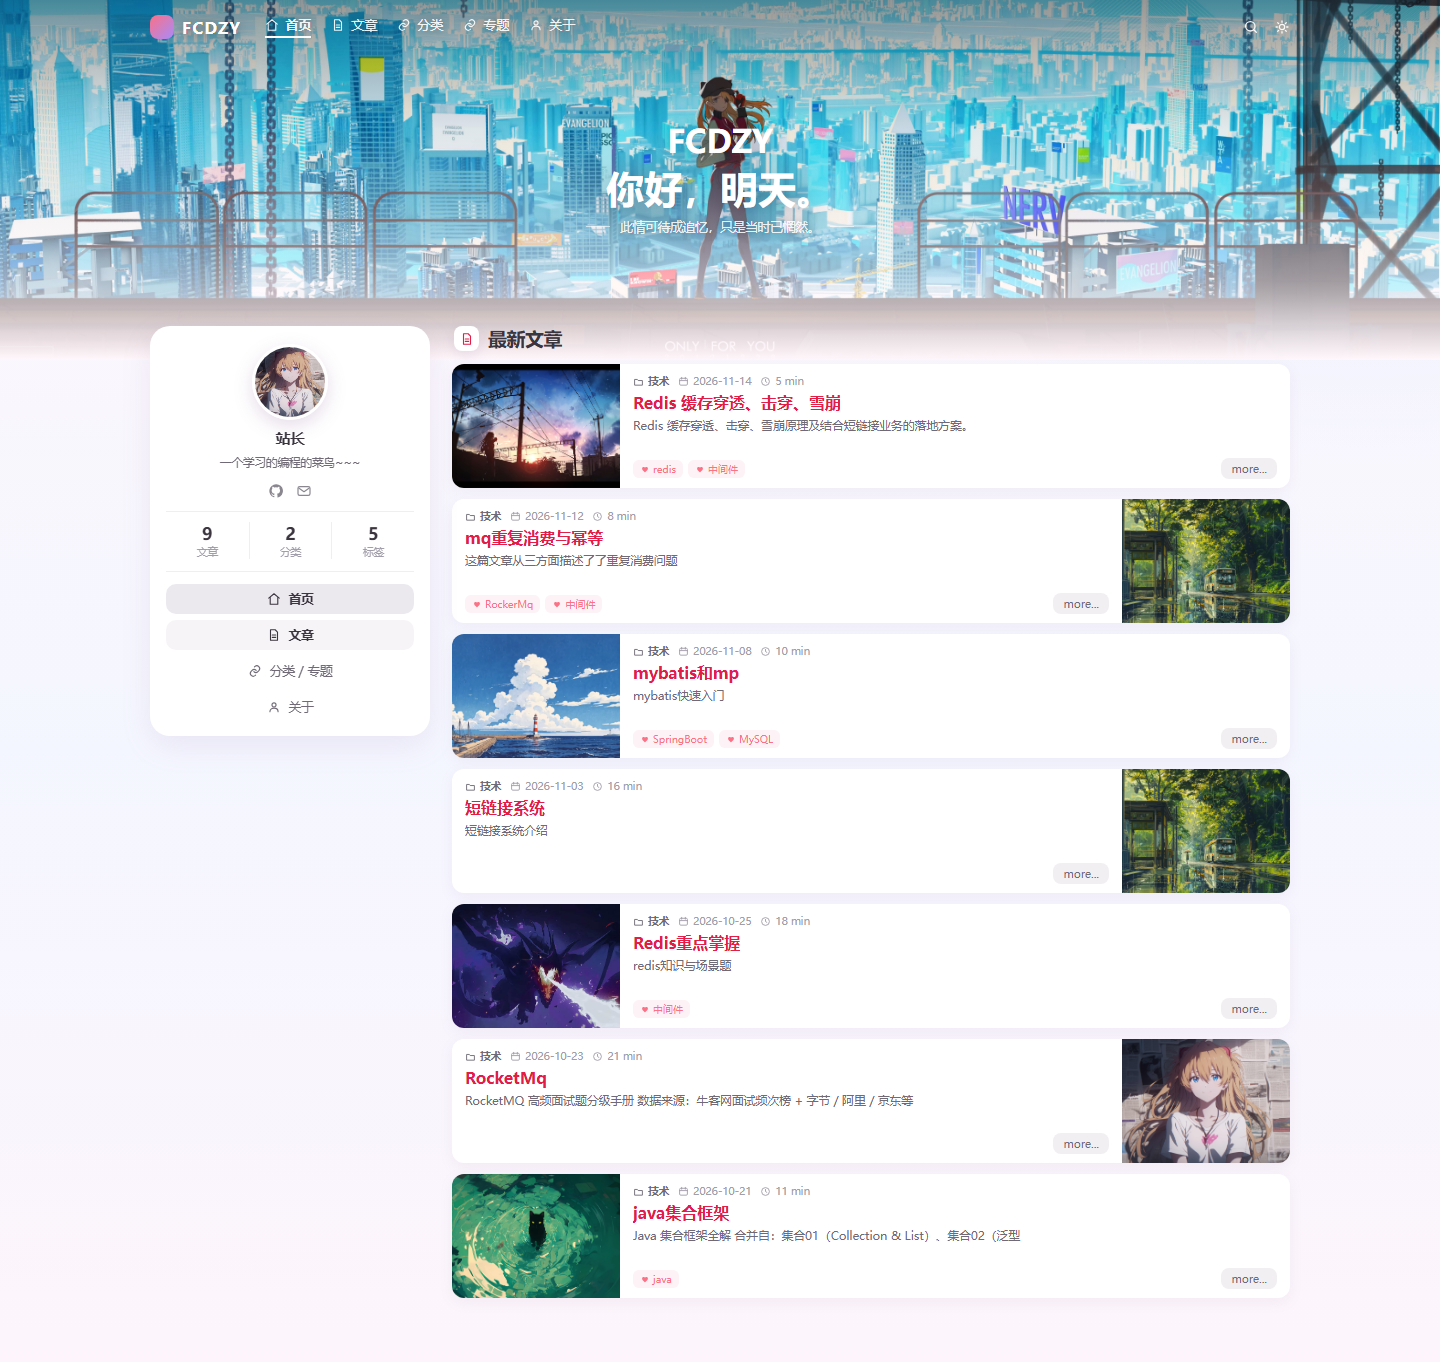 FCDZY
首页
文章
分类
专题
关于
EVANGELION
FCDZY
你好，明天。
此情可待成追忆，只是当时已惘然。
NERV
EVANGELION
ONLY FOR YOU
站长
一个学习的编程的菜鸟~~~
9
文章
2
分类
5
标签
首页
文章
分类 / 专题
关于
最新文章
技术 2026-11-14 5 min
Redis 缓存穿透、击穿、雪崩
Redis 缓存穿透、击穿、雪崩原理及结合短链接业务的落地方案。
redis 中间件
more...
技术 2026-11-12 8 min
mq重复消费与幂等
这篇文章从三方面描述了了重复消费问题
RockerMq 中间件
more...
技术 2026-11-08 10 min
mybatis和mp
mybatis快速入门
SpringBoot MySQL
more...
技术 2026-11-03 16 min
短链接系统
短链接系统介绍
more...
技术 2026-10-25 18 min
Redis重点掌握
redis知识与场景题
中间件
more...
技术 2026-10-23 21 min
RocketMq
RocketMQ 高频面试题分级手册 数据来源：牛客网面试频次榜 + 字节 / 阿里 / 京东等
more...
技术 2026-10-21 11 min
java集合框架
Java 集合框架全解 合并自：集合01（Collection & List）、集合02（泛型
java
more...